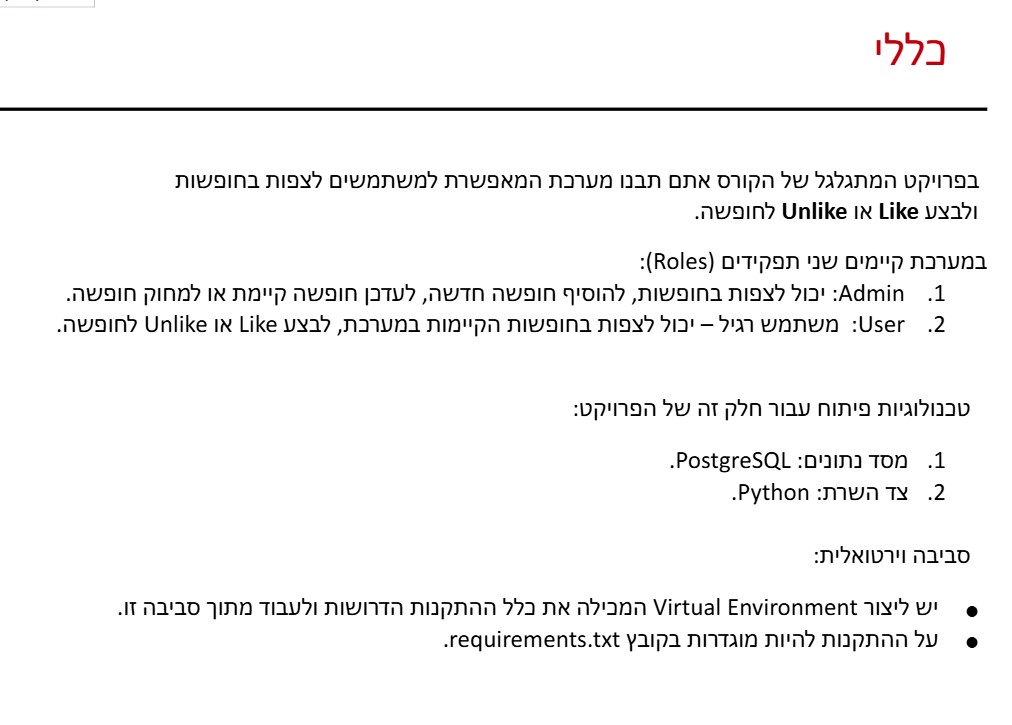 כללי
בפרויקט המתגלגל של הקורס אתם תבנו מערכת המאפשרת למשתמשים לצפות בחופשות
ולבצע Like או Unlike לחופשה.
במערכת קיימים שני תפקידים (Roles):
1. Admin: יכול לצפות בחופשות, להוסיף חופשה חדשה, לעדכן חופשה קיימת או למחוק חופשה.
2. User: משתמש רגיל – יכול לצפות בחופשות הקיימות במערכת, לבצע Like או Unlike לחופשה.
טכנולוגיות פיתוח עבור חלק זה של הפרויקט:
1. מסד נתונים: PostgreSQL.
2. צד השרת: Python.
סביבה וירטואלית:
● יש ליצור Virtual Environment המכילה את כלל ההתקנות הדרושות ולעבוד מתוך סביבה זו.
● על ההתקנות להיות מוגדרות בקובץ requirements.txt.